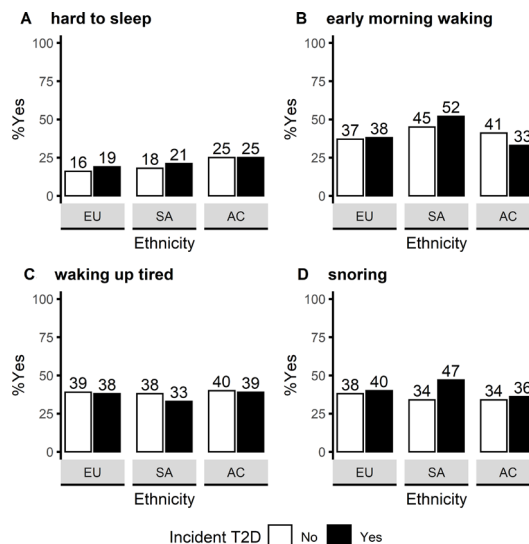 A hard to sleep
100
75
50
25
0
%Yes
16 19 18 21 25 25
EU SA AC
Ethnicity
B early morning waking
100
75
50
25
0
%Yes
37 38 45 52 41 33
EU SA AC
Ethnicity
C waking up tired
100
75
50
25
0
%Yes
39 38 38 33 40 39
EU SA AC
Ethnicity
D snoring
100
75
50
25
0
%Yes
38 40 34 47 34 36
EU SA AC
Ethnicity
Incident T2D No Yes